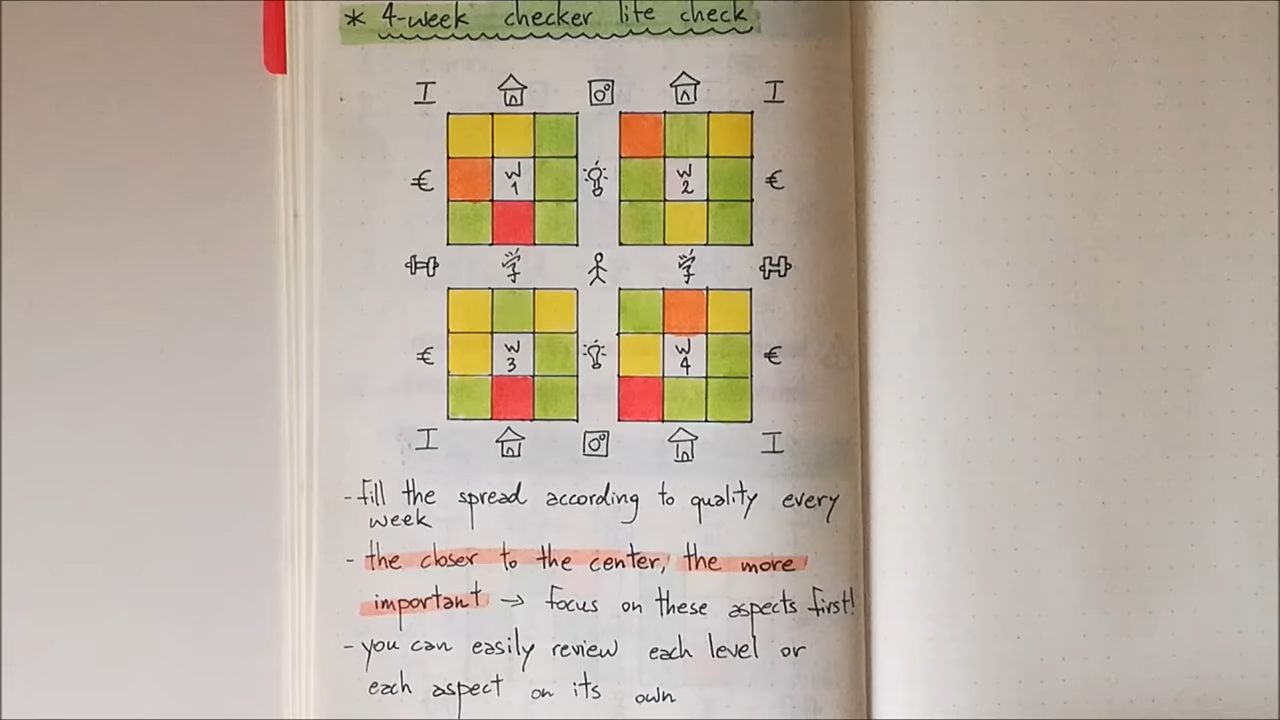 * 4-week checker life check
I I
W 1 W 2
€ €
W 3 W 4
€ €
I I
- fill the spread according to quality every
week
- the closer to the center, the more
important → focus on these aspects first!
- you can easily review each level or
each aspect on its own